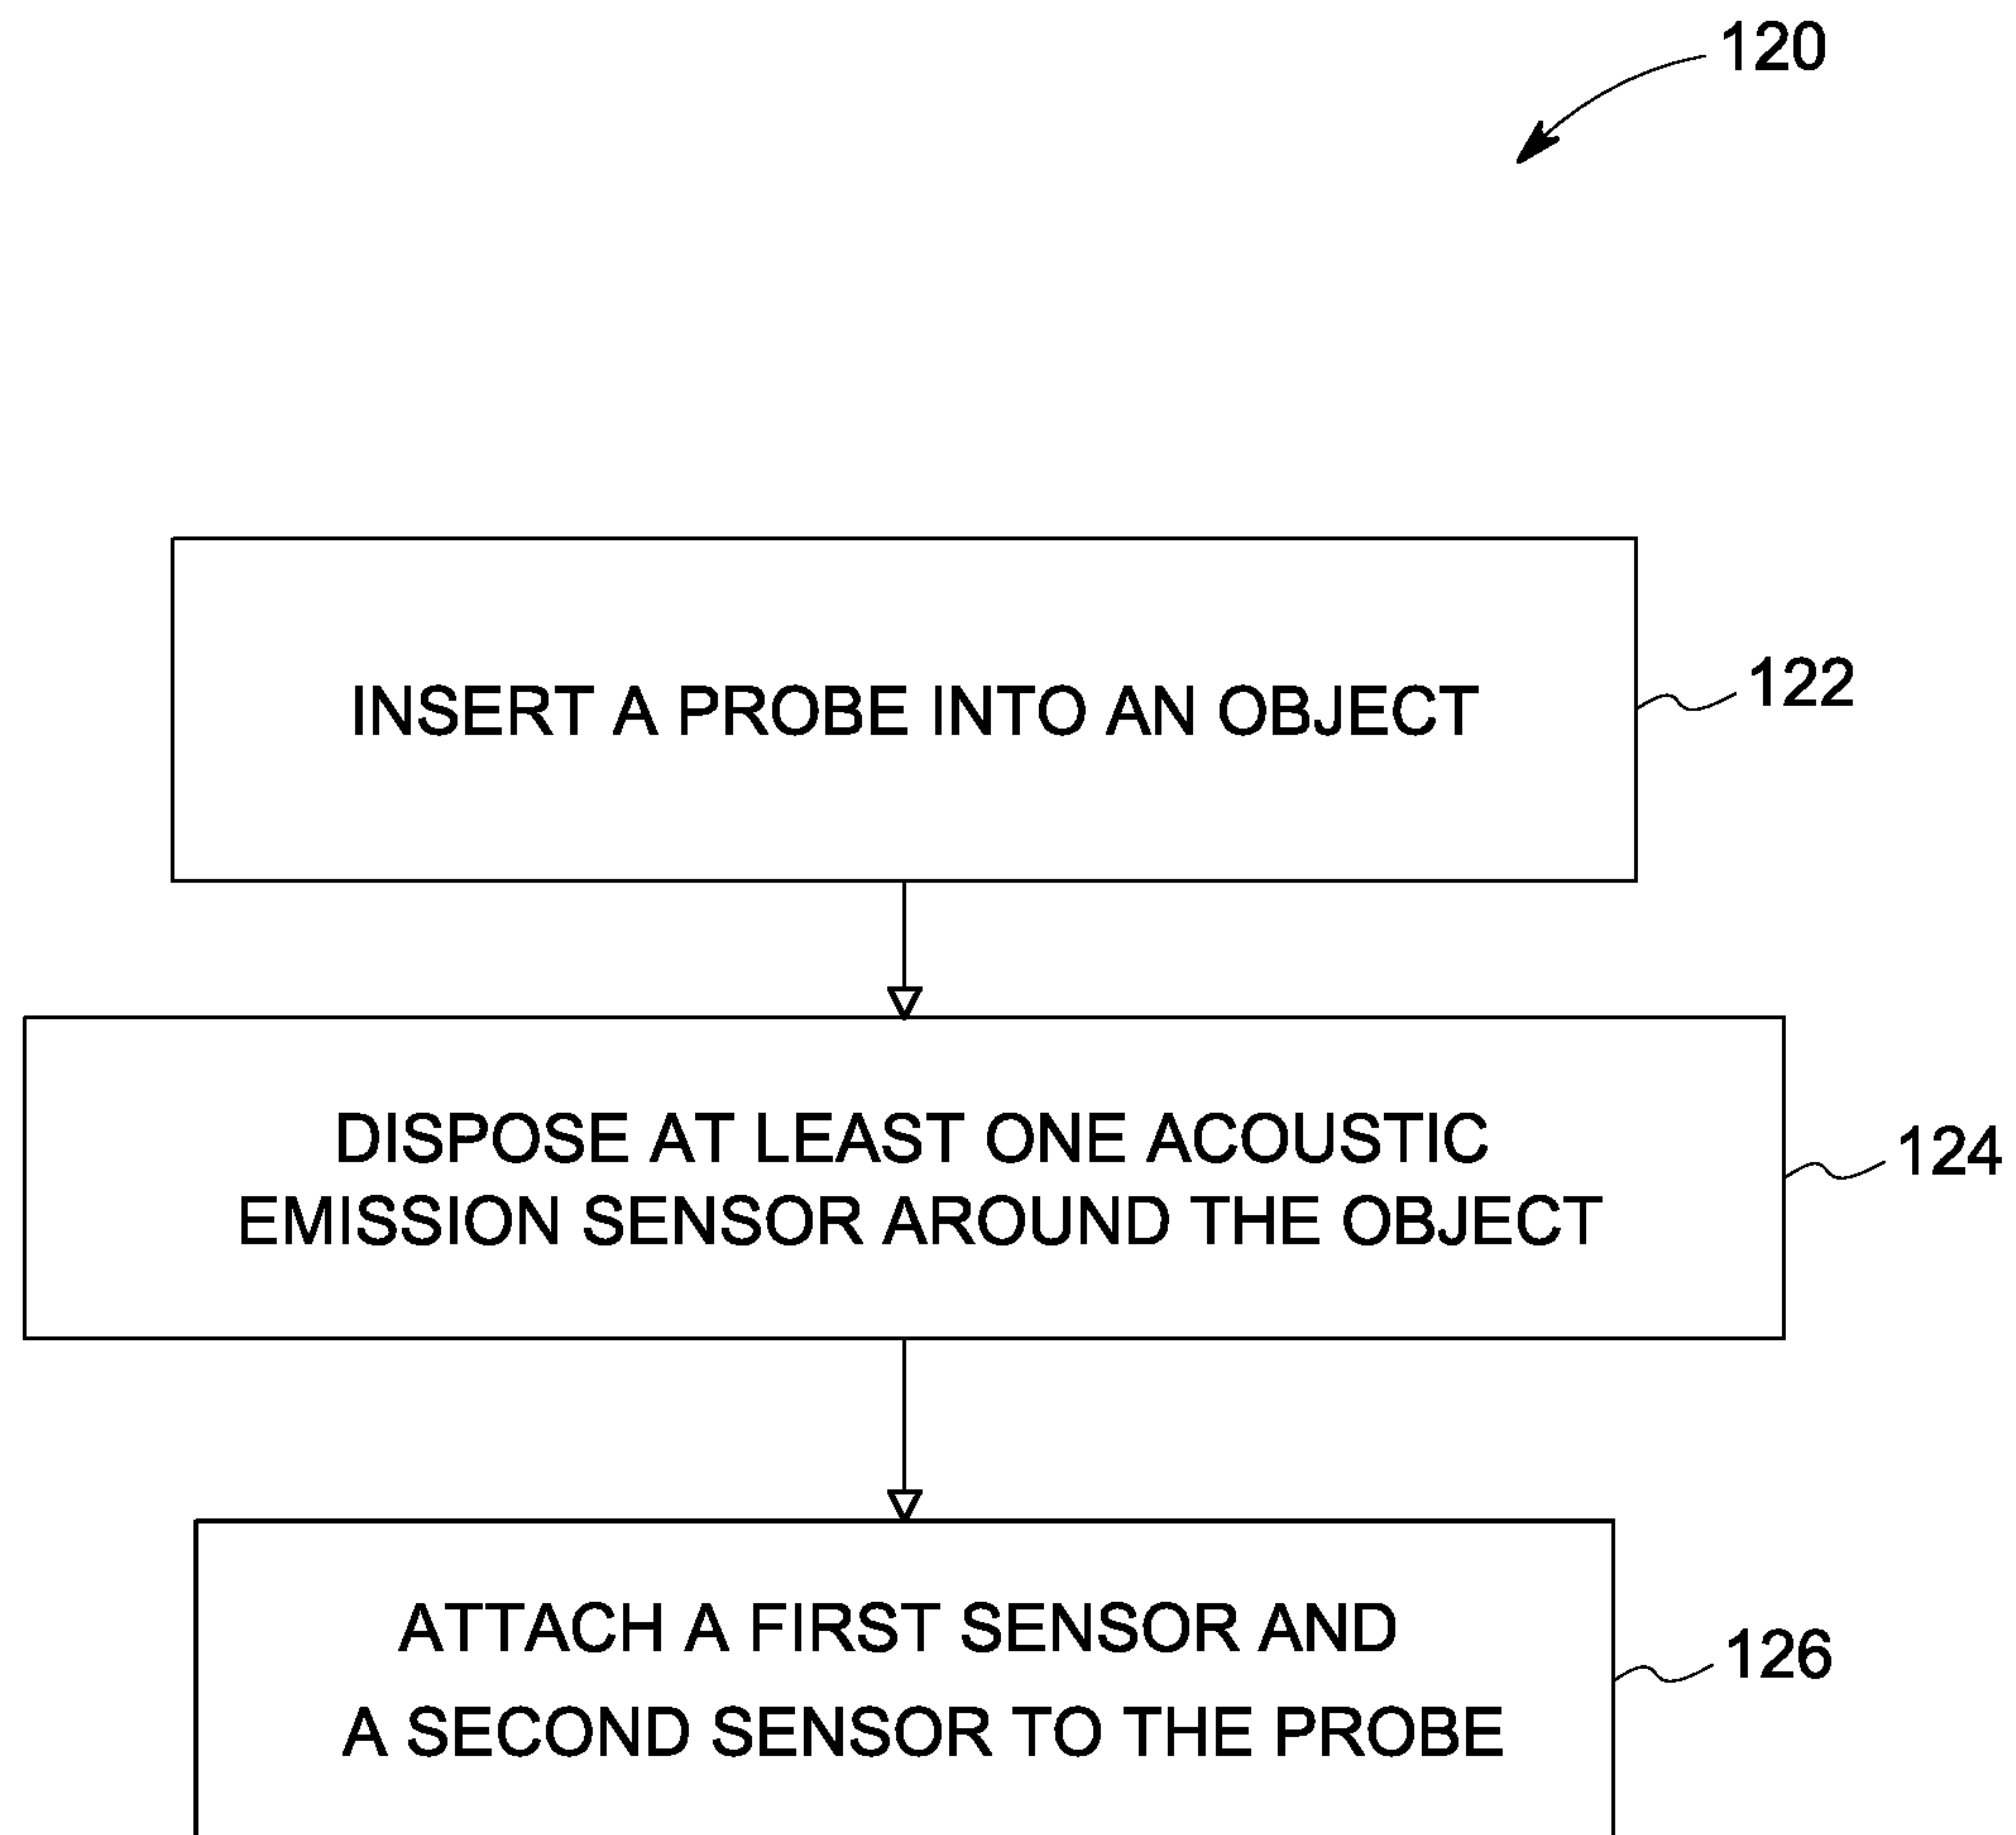 120
INSERT A PROBE INTO AN OBJECT
122
DISPOSE AT LEAST ONE ACOUSTIC
EMISSION SENSOR AROUND THE OBJECT
124
ATTACH A FIRST SENSOR AND
A SECOND SENSOR TO THE PROBE
126